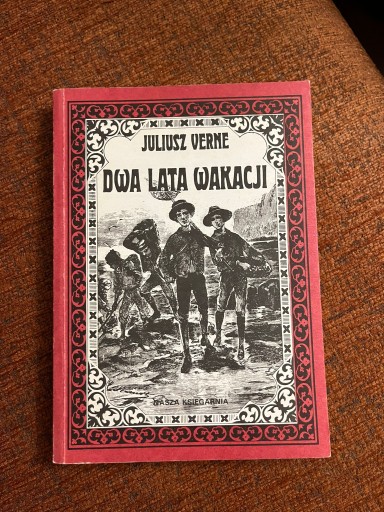 JULIUSZ VERNE
DWA LATA WAKACJI
NASZA KSIĘGARNIA